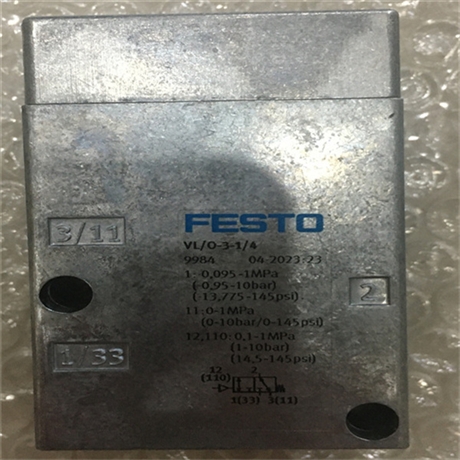 FESTO
VL/O-3-1/4
9984 04-2023 23
1:-0,095-1MPa
(-0,95-10bar)
(-13,775-145psi)
11:0-1MPa
(0-10bar/0-145psi)
12,110:0,1-1MPa
(1-10bar)
(14,5-145psi)
3/11
2
1/33
12 2
(110)
1(33) 3(11)